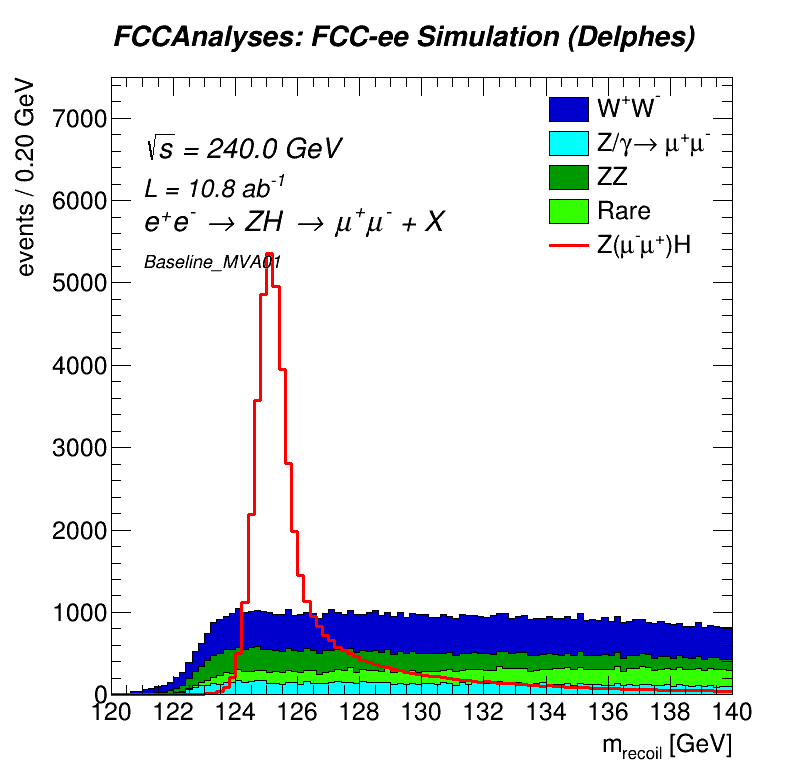 FCCAnalyses: FCC-ee Simulation (Delphes)
events / 0.20 GeV
7000
6000
5000
4000
3000
2000
1000
0
√s = 240.0 GeV
L = 10.8 ab⁻¹
e⁺e⁻ → ZH → μ⁺μ⁻ + X
Baseline_MVA01
W⁺W⁻
Z/γ→ μ⁺μ⁻
ZZ
Rare
Z(μ⁻μ⁺)H
120 122 124 126 128 130 132 134 136 138 140
m_recoil [GeV]